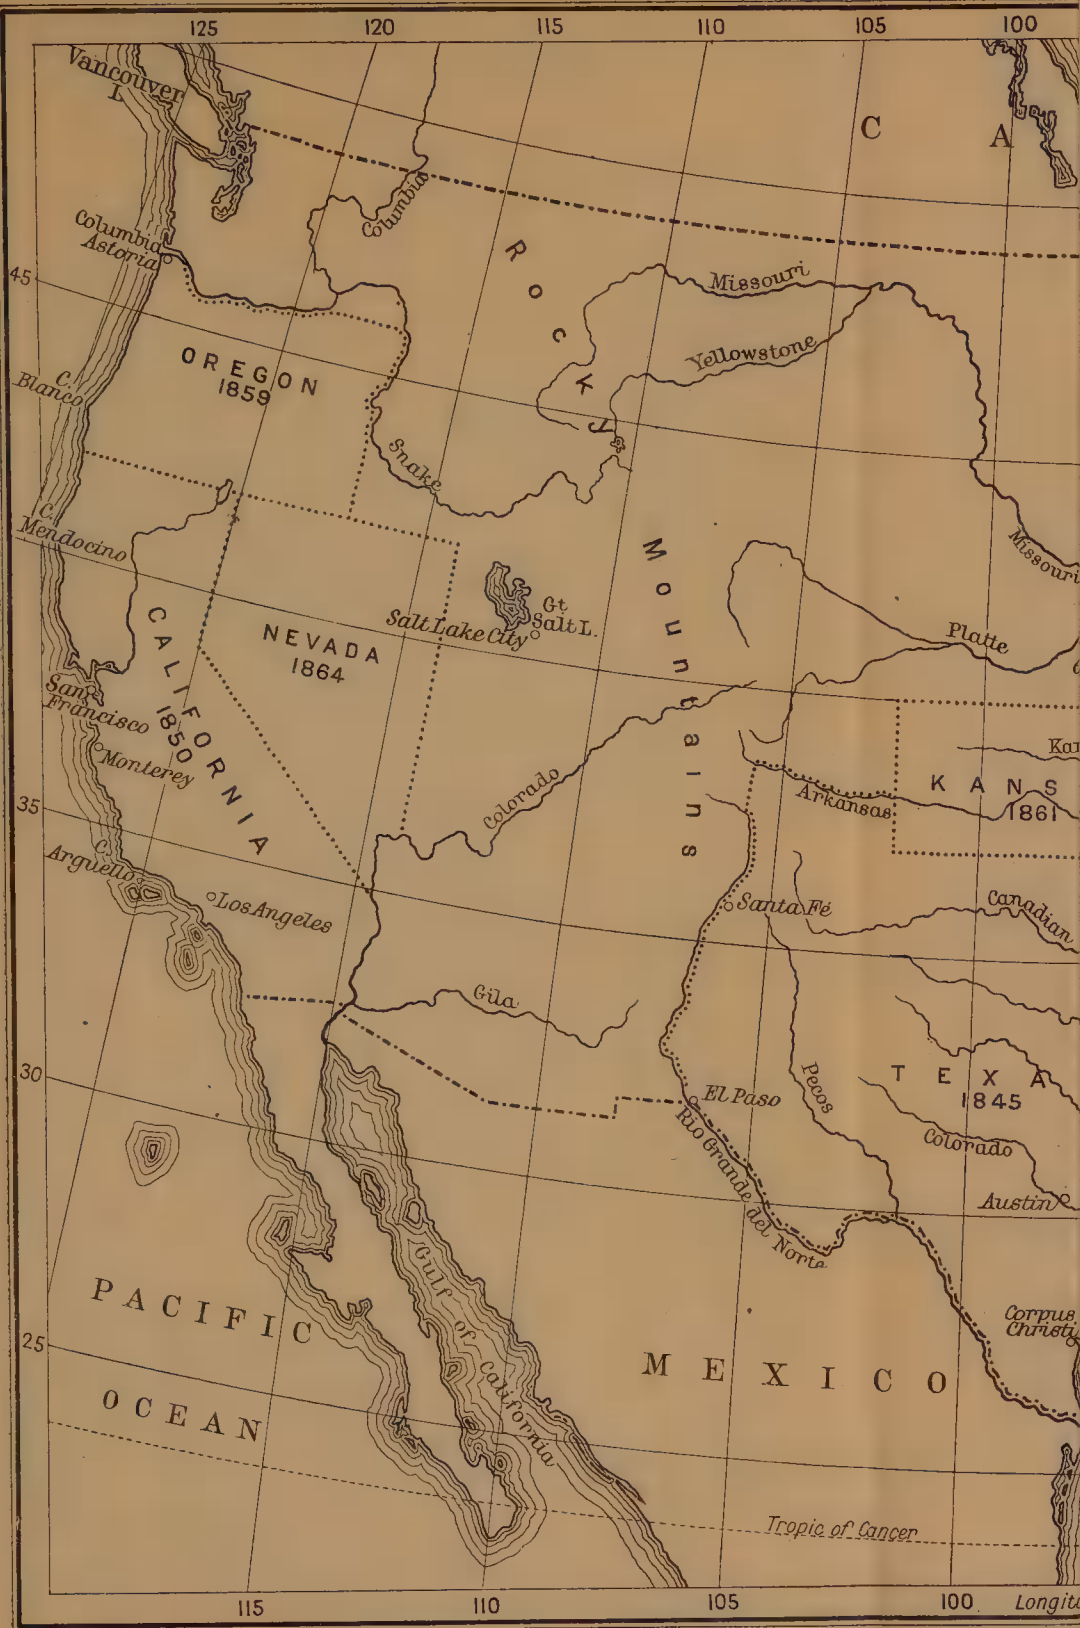 125 120 115 110 105 100
Vancouver
I.
C A
Columbia
Columbia
Astoria
45
Rocky
Missouri
Yellowstone
OREGON
1859
C.
Blanco
Snake
C.
Mendocino
Mountains
Missouri
Gt
Salt L.
Salt Lake City
NEVADA
1864
Platte
CALIFORNIA
1850
San
Francisco
Monterey
Colorado
KANS
1861
Arkansas
35
C.
Arguello
Los Angeles
Santa Fé
Canadian
Gila
30
Pecos
TEXA
1845
El Paso
Rio Grande del Norte
Colorado
Austin
Gulf of California
PACIFIC
OCEAN
Corpus
Christi
25
MEXICO
Tropic of Cancer
115 110 105 100